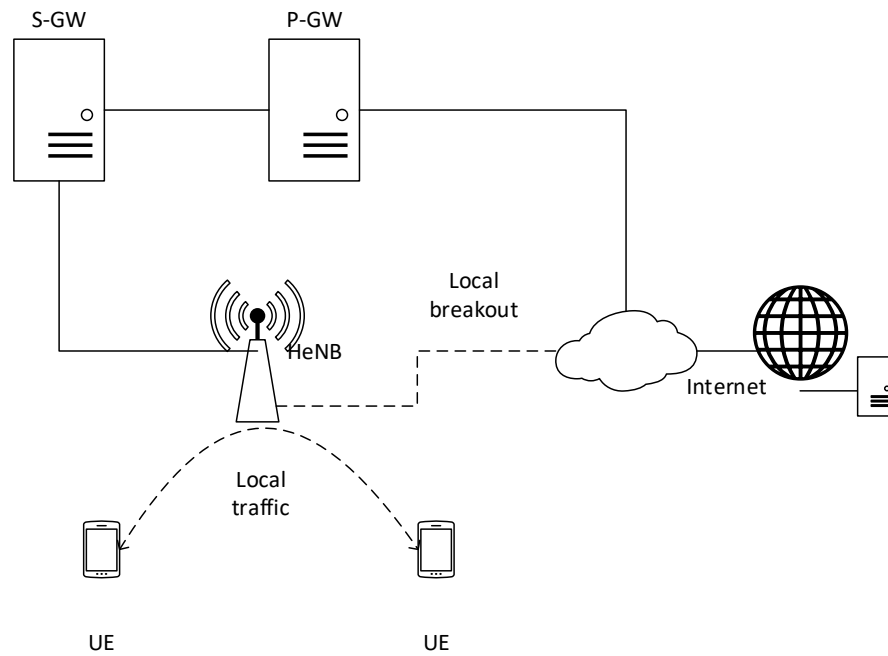 S-GW
P-GW
Local
breakout
HeNB
Internet
Local
traffic
UE
UE